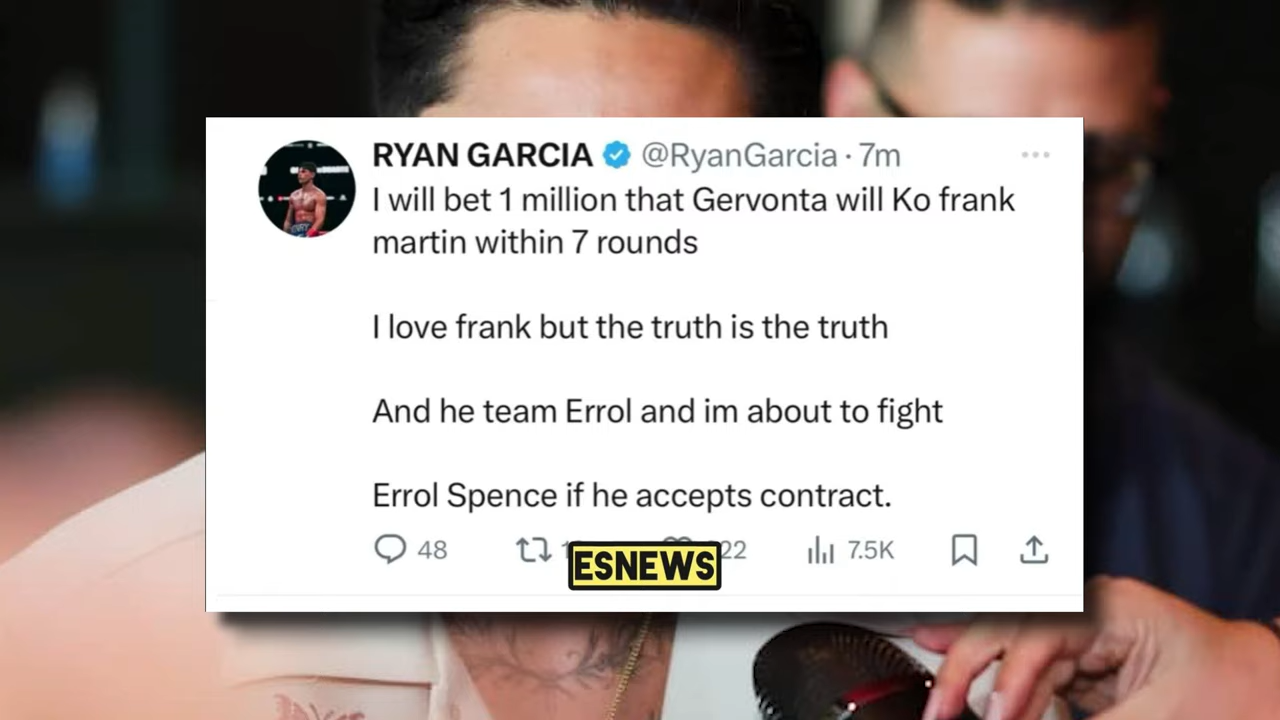 RYAN GARCIA @RyanGarcia · 7m
I will bet 1 million that Gervonta will Ko frank
martin within 7 rounds
I love frank but the truth is the truth
And he team Errol and im about to fight
Errol Spence if he accepts contract.
48 22 7.5K
ESNEWS